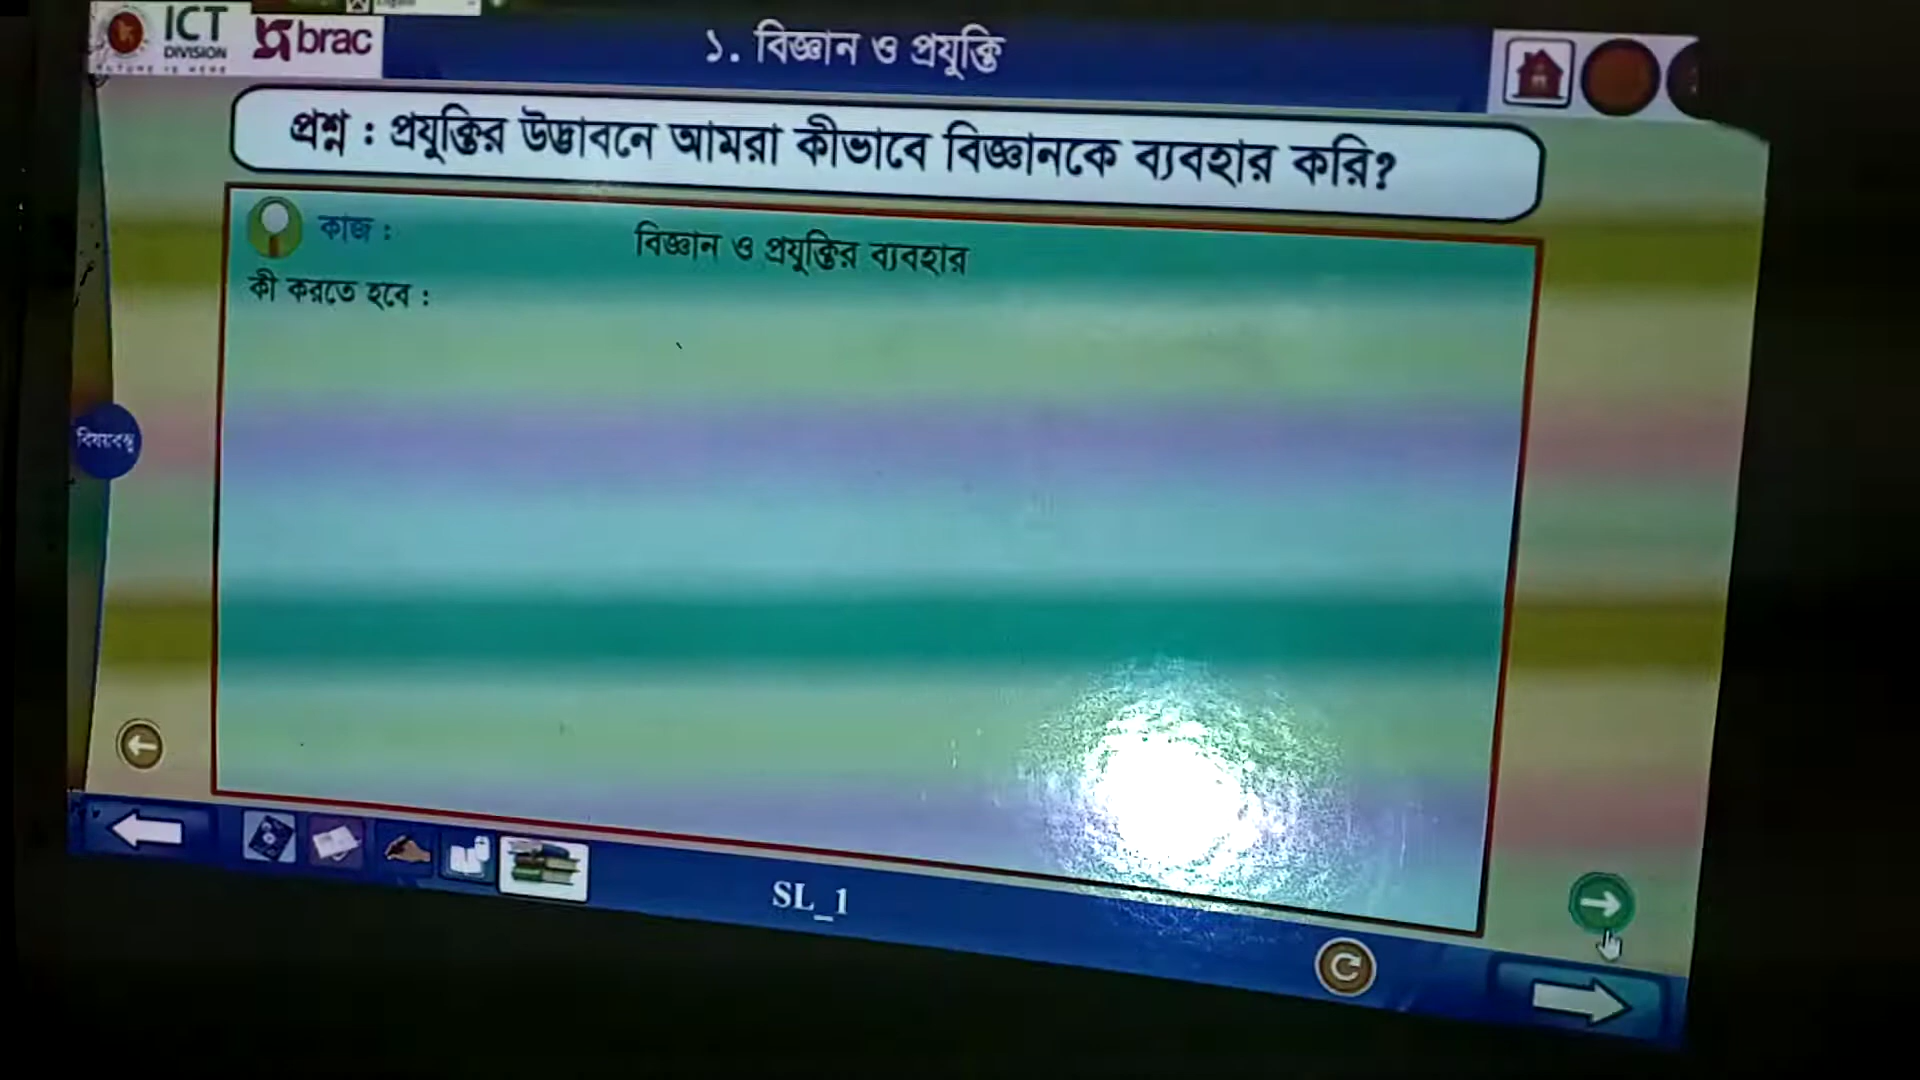 ICT
DIVISION
brac
১. বিজ্ঞান ও প্রযুক্তি
প্রশ্ন : প্রযুক্তির উদ্ভাবনে আমরা কীভাবে বিজ্ঞানকে ব্যবহার করি?
কাজ :
বিজ্ঞান ও প্রযুক্তির ব্যবহার
কী করতে হবে :
বিষয়বস্তু
SL_1